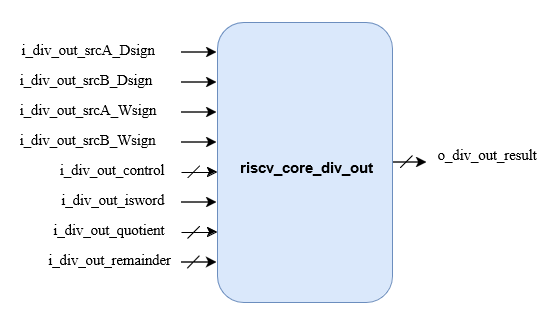 i_div_out_srcA_Dsign
i_div_out_srcB_Dsign
i_div_out_srcA_Wsign
i_div_out_srcB_Wsign
i_div_out_control
i_div_out_isword
i_div_out_quotient
i_div_out_remainder
riscv_core_div_out
o_div_out_result